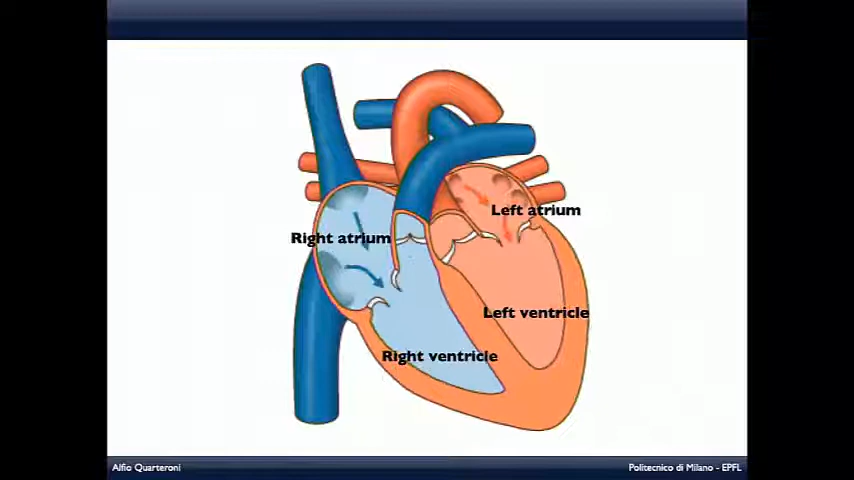 Left atrium
Right atrium
Left ventricle
Right ventricle
Alfio Quarteroni
Politecnico di Milano - EPFL